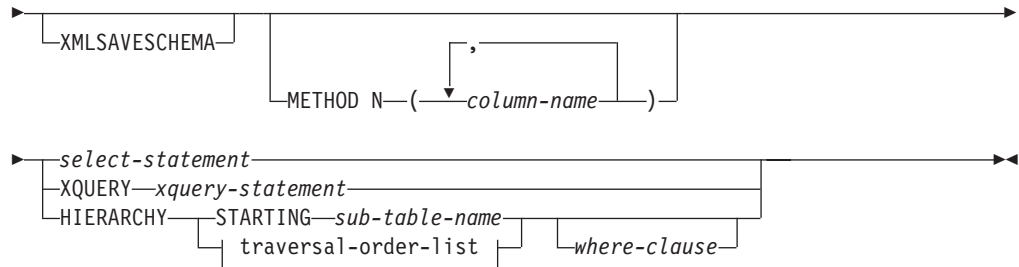 XMLSAVESCHEMA
,
METHOD N ( column-name )
select-statement
XQUERY xquery-statement
HIERARCHY STARTING sub-table-name
traversal-order-list where-clause